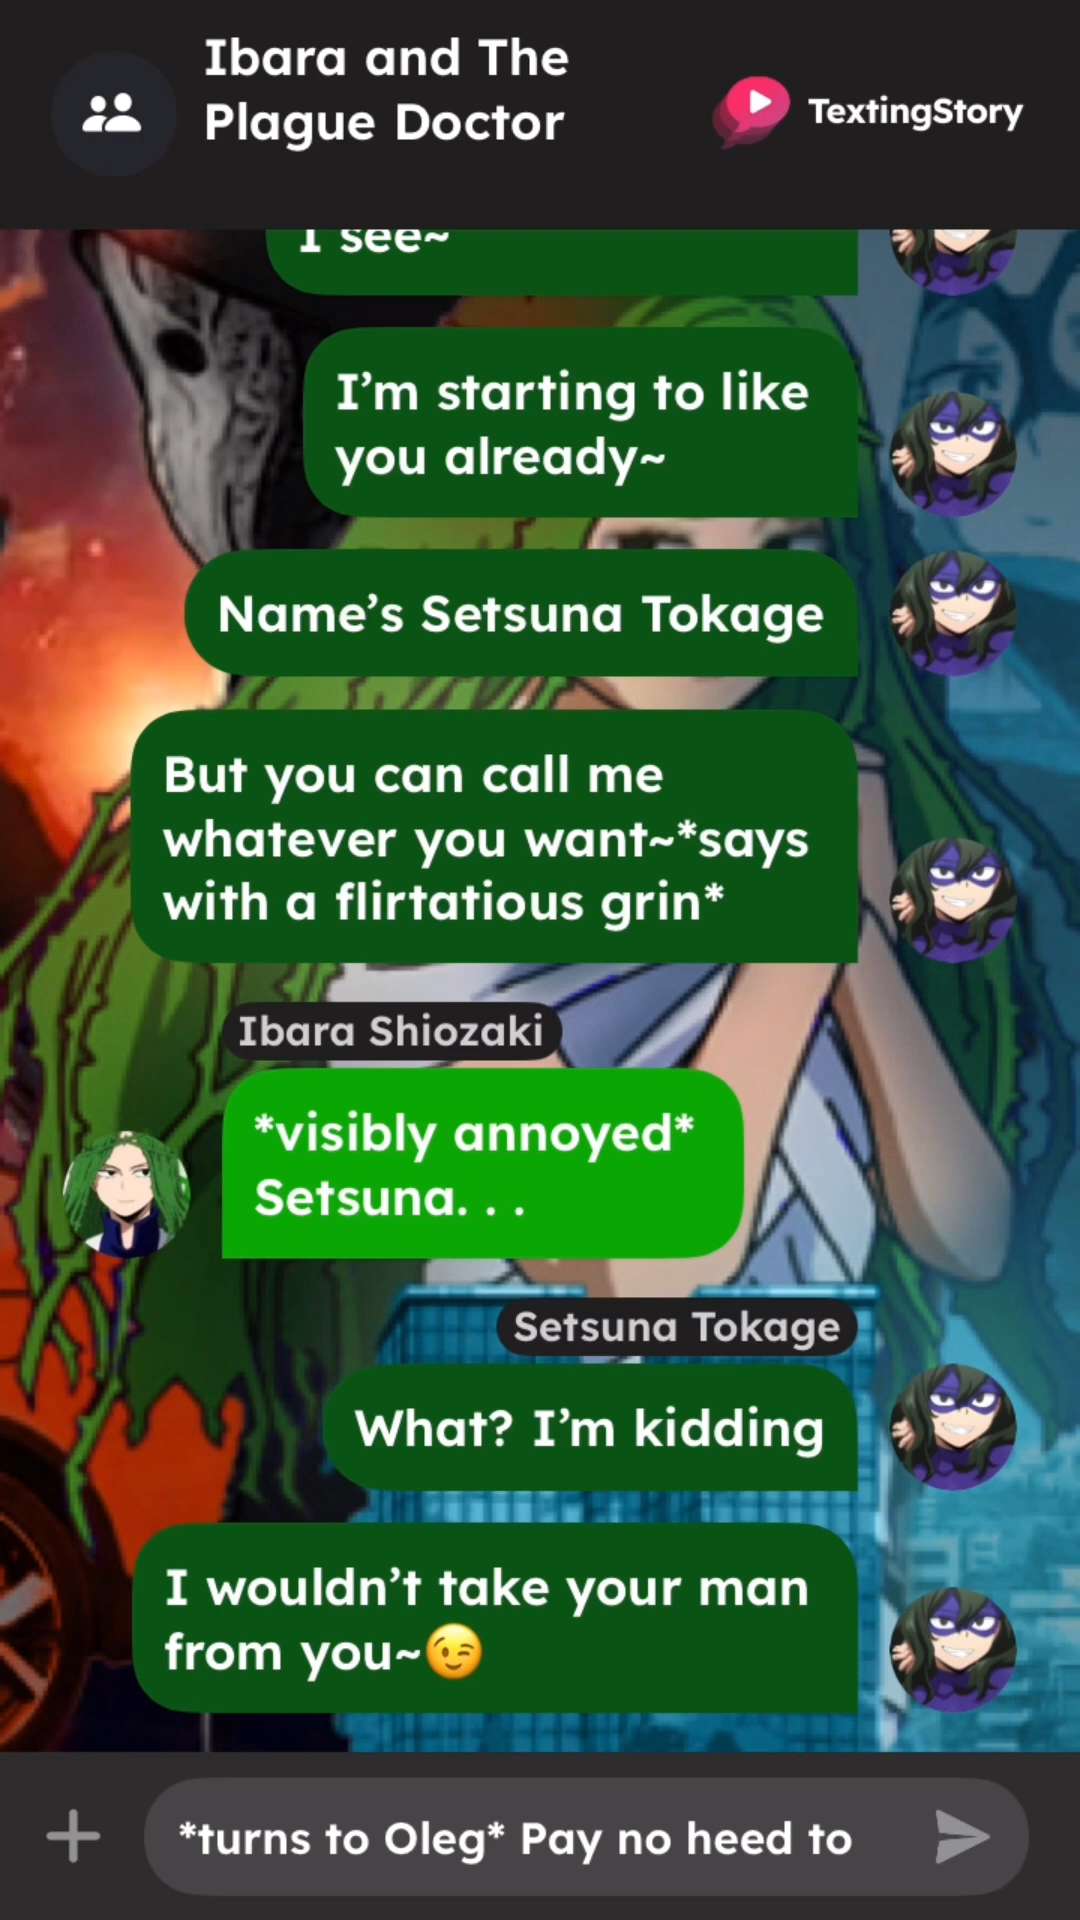 Ibara and The
Plague Doctor
TextingStory
I see~
I’m starting to like
you already~
Name’s Setsuna Tokage
But you can call me
whatever you want~*says
with a flirtatious grin*
Ibara Shiozaki
*visibly annoyed*
Setsuna. . .
Setsuna Tokage
What? I’m kidding
I wouldn’t take your man
from you~😉
*turns to Oleg* Pay no heed to